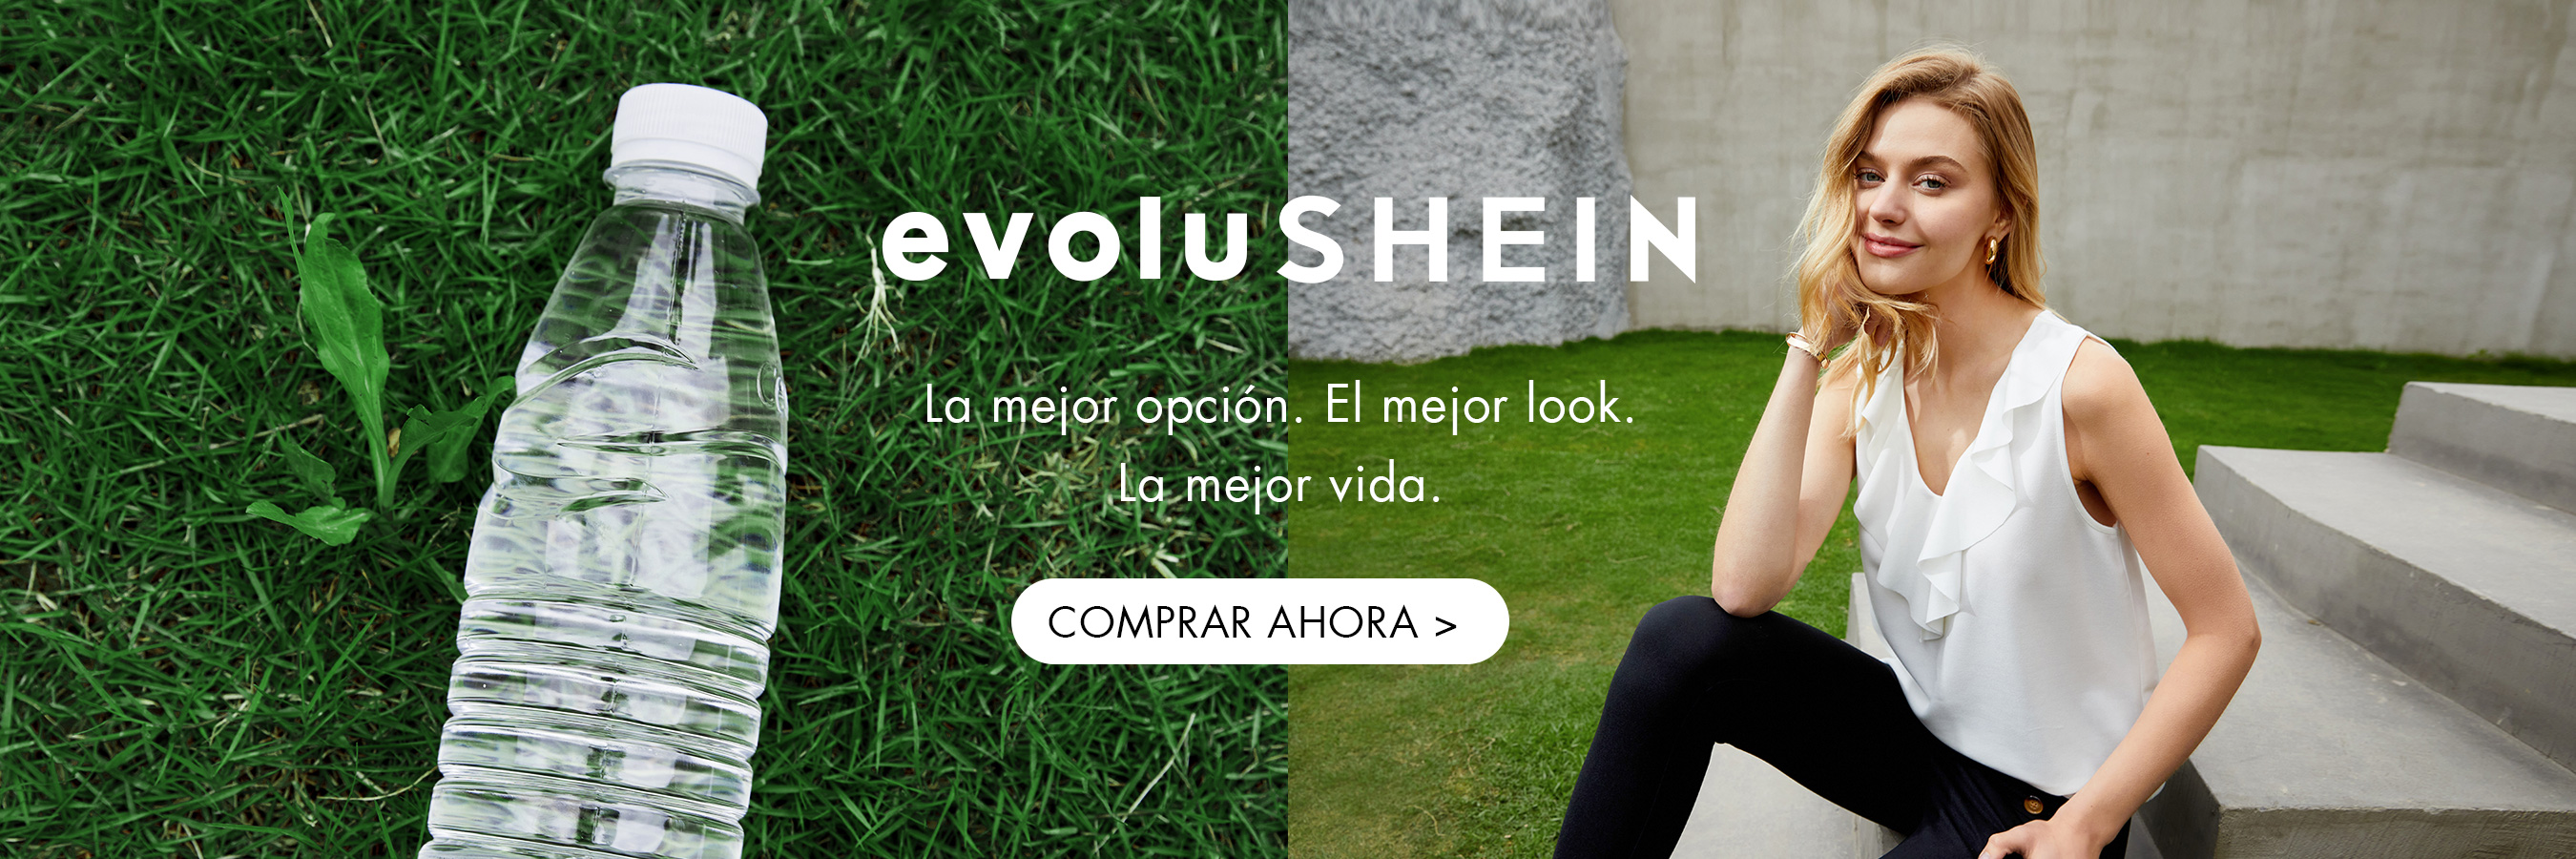 evoluSHEIN
La mejor opción. El mejor look.
La mejor vida.
COMPRAR AHORA >